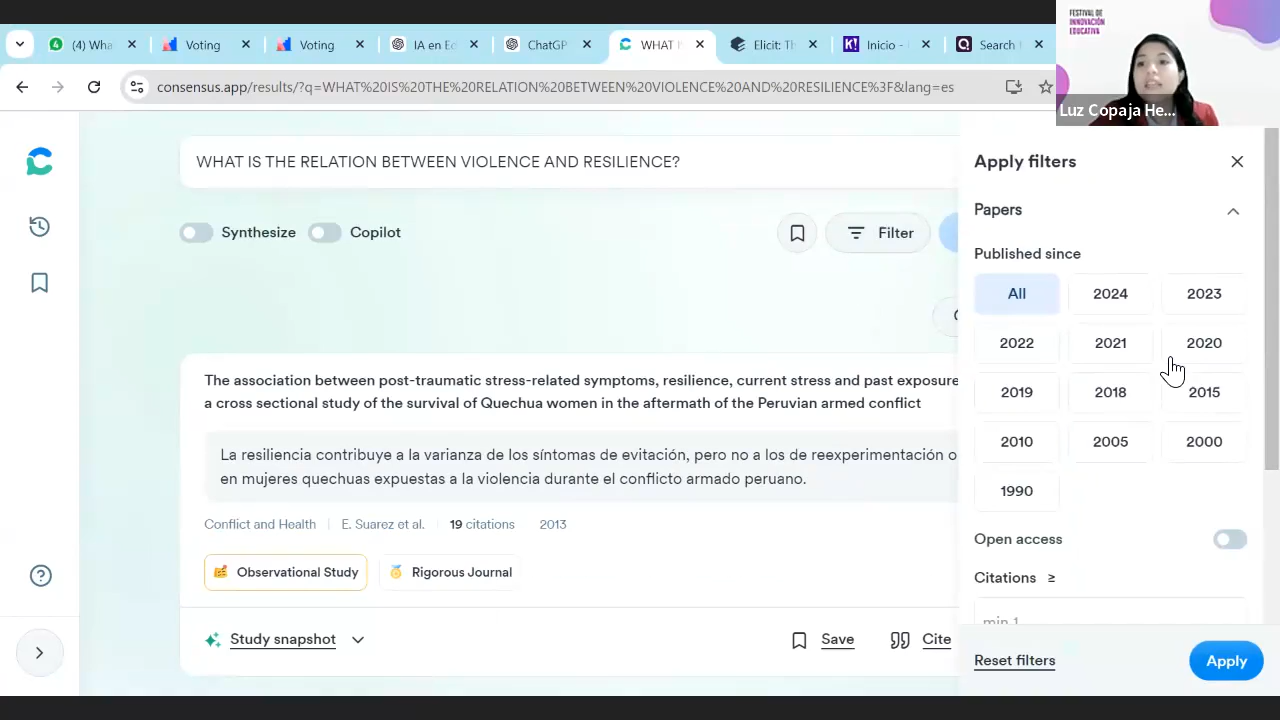 (4) Wha
Voting
Voting
IA en Ed
ChatGP
WHAT I
Elicit: Th
Inicio -
Search
FESTIVAL DE
INNOVACIÓN
EDUCATIVA
Luz Copaja He...
consensus.app/results/?q=WHAT%20IS%20THE%20RELATION%20BETWEEN%20VIOLENCE%20AND%20RESILIENCE%3F&lang=es
WHAT IS THE RELATION BETWEEN VIOLENCE AND RESILIENCE?
Synthesize
Copilot
Filter
The association between post-traumatic stress-related symptoms, resilience, current stress and past exposure
a cross sectional study of the survival of Quechua women in the aftermath of the Peruvian armed conflict
La resiliencia contribuye a la varianza de los síntomas de evitación, pero no a los de reexperimentación o
en mujeres quechuas expuestas a la violencia durante el conflicto armado peruano.
Conflict and Health
E. Suarez et al.
19 citations
2013
Observational Study
Rigorous Journal
Study snapshot
Save
Cite
Apply filters
Papers
Published since
All
2024
2023
2022
2021
2020
2019
2018
2015
2010
2005
2000
1990
Open access
Citations ≥
min 1
Reset filters
Apply